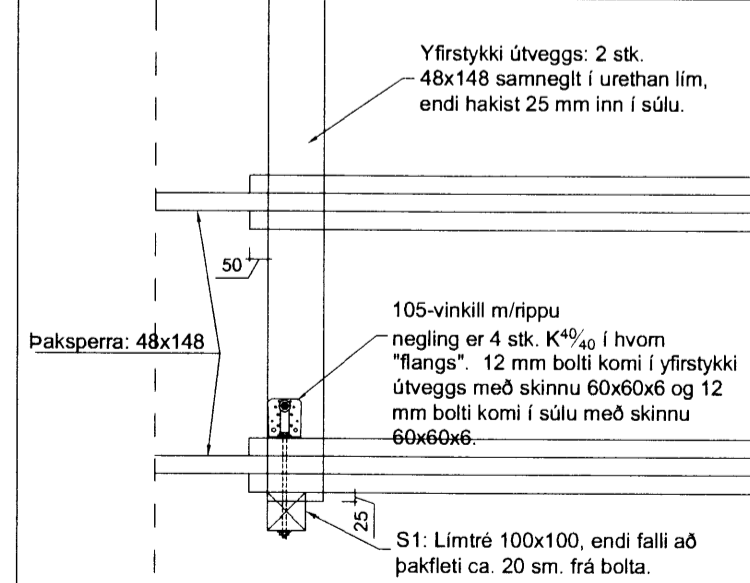 Yfirstykki útveggs: 2 stk.
48x148 samneglt í urethan lím,
endi hakist 25 mm inn í súlu.
50
Þaksperra: 48x148
105-vinkill m/rippu
negling er 4 stk. K40/40 í hvorn
"flangs". 12 mm bolti komi í yfirstykki
útveggs með skinnu 60x60x6 og 12
mm bolti komi í súlu með skinnu
60x60x6.
25
S1: Límtré 100x100, endi falli að
þakfleti ca. 20 sm. frá bolta.